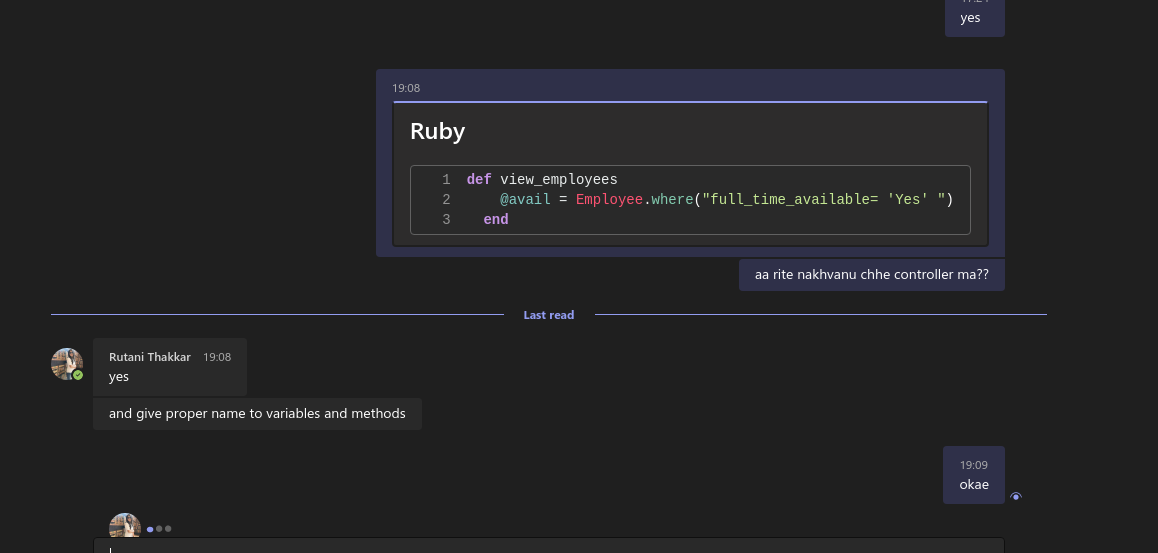 yes
19:08
Ruby
1 def view_employees
2 @avail = Employee.where("full_time_available= 'Yes' ")
3 end
aa rite nakhvanu chhe controller ma??
Last read
Rutani Thakkar 19:08
yes
and give proper name to variables and methods
19:09
okae